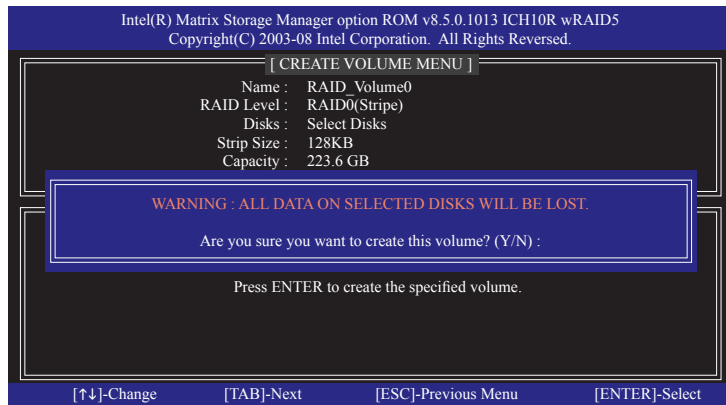 Intel(R) Matrix Storage Manager option ROM v8.5.0.1013 ICH10R wRAID5
Copyright(C) 2003-08 Intel Corporation.  All Rights Reversed.
[ CREATE VOLUME MENU ]
Name : RAID_Volume0
RAID Level : RAID0(Stripe)
Disks : Select Disks
Strip Size : 128KB
Capacity : 223.6 GB
WARNING : ALL DATA ON SELECTED DISKS WILL BE LOST.
Are you sure you want to create this volume? (Y/N) :
Press ENTER to create the specified volume.
[↑↓]-Change [TAB]-Next [ESC]-Previous Menu [ENTER]-Select